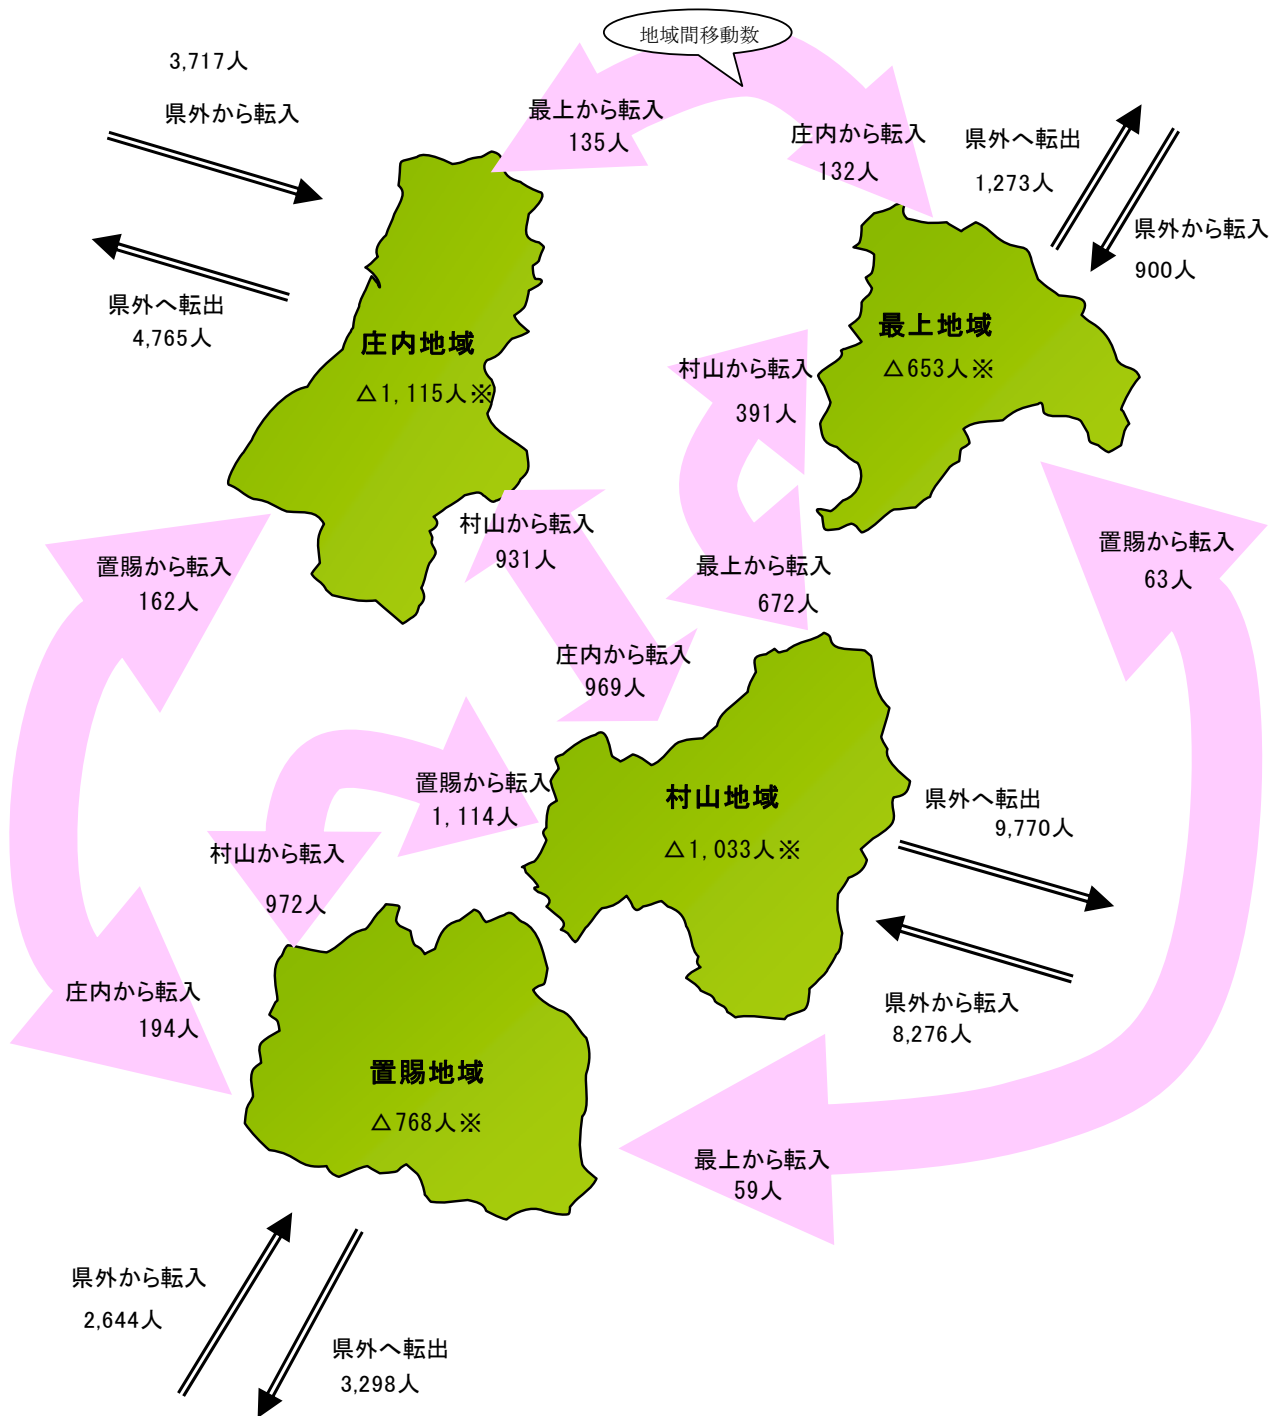 地域間移動数
3,717人
県外から転入
最上から転入
135人
庄内から転入
132人
県外へ転出
1,273人
県外から転入
900人
県外へ転出
4,765人
庄内地域
△1,115人※
最上地域
△653人※
村山から転入
391人
村山から転入
931人
最上から転入
672人
置賜から転入
63人
置賜から転入
162人
庄内から転入
969人
置賜から転入
1,114人
村山地域
△1,033人※
県外へ転出
9,770人
村山から転入
972人
庄内から転入
194人
県外から転入
8,276人
置賜地域
△768人※
最上から転入
59人
県外から転入
2,644人
県外へ転出
3,298人